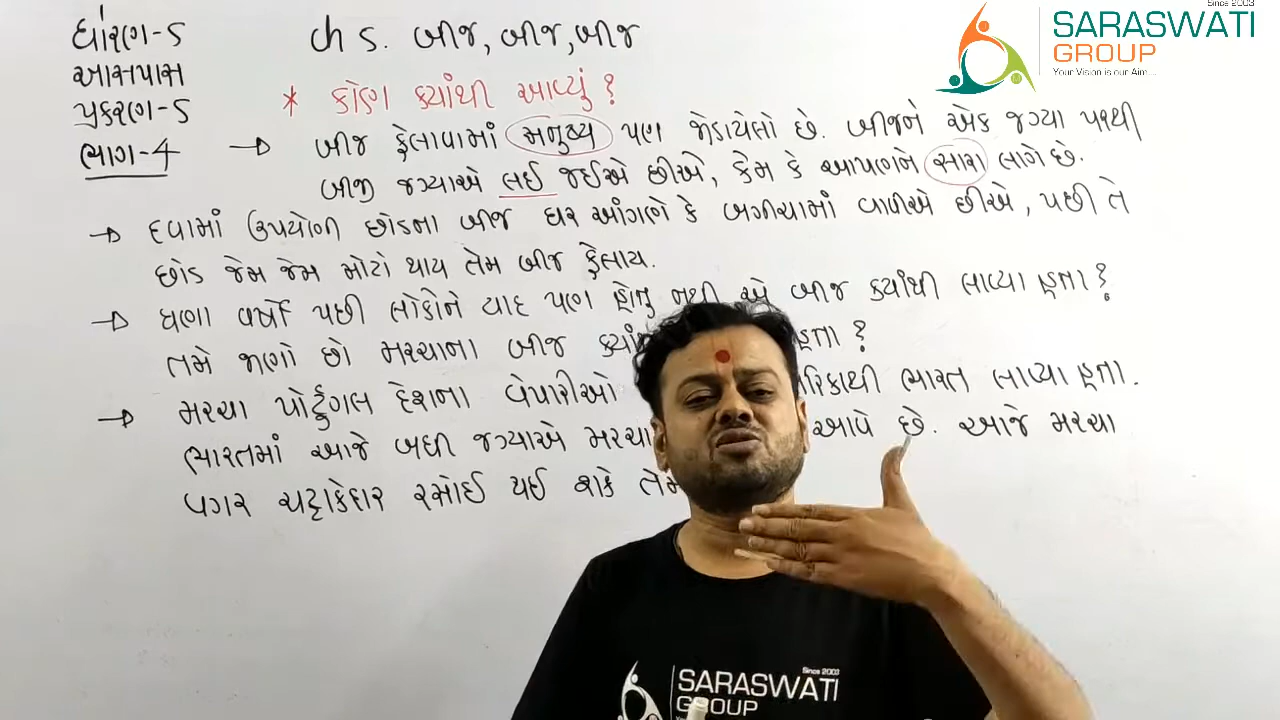 ધોરણ-5
આસપાસ
પ્રકરણ-5
ભાગ-4
ch 5. બીજ, બીજ, બીજ
* કોણ ક્યાંથી આવ્યું ?
→ બીજ ફેલાવામાં મનુષ્ય પણ જોડાયેલો છે. બીજને એક જગ્યા પરથી
બીજી જગ્યાએ લઈ જઈએ છીએ, કેમ કે આપણને સારા લાગે છે.
→ દવામાં ઉપયોગી છોડના બીજ ઘર આંગણે કે બગીચામાં વાવીએ છીએ, પછી તે
છોડ જેમ જેમ મોટો થાય તેમ બીજ ફેલાય.
→ ઘણા વર્ષો પછી લોકોને યાદ પણ હોતુ નથી એ બીજ ક્યાંથી લાવ્યા હતા ?
તમે જાણો છો મરચાના બીજ હતા ?
→ મરચા પોર્ટુગલ દેશના વેપારીઓ ભારત લાવ્યા હતા.
ભારતમાં આજે બધી જગ્યાએ મરચા આવે છે. આજે મરચા
વગર ચટાકેદાર રસોઈ થઈ શકે
SARASWATI
GROUP
Since 2003
Your Vision is our Aim...
Since 2003
SARASWATI
GROUP